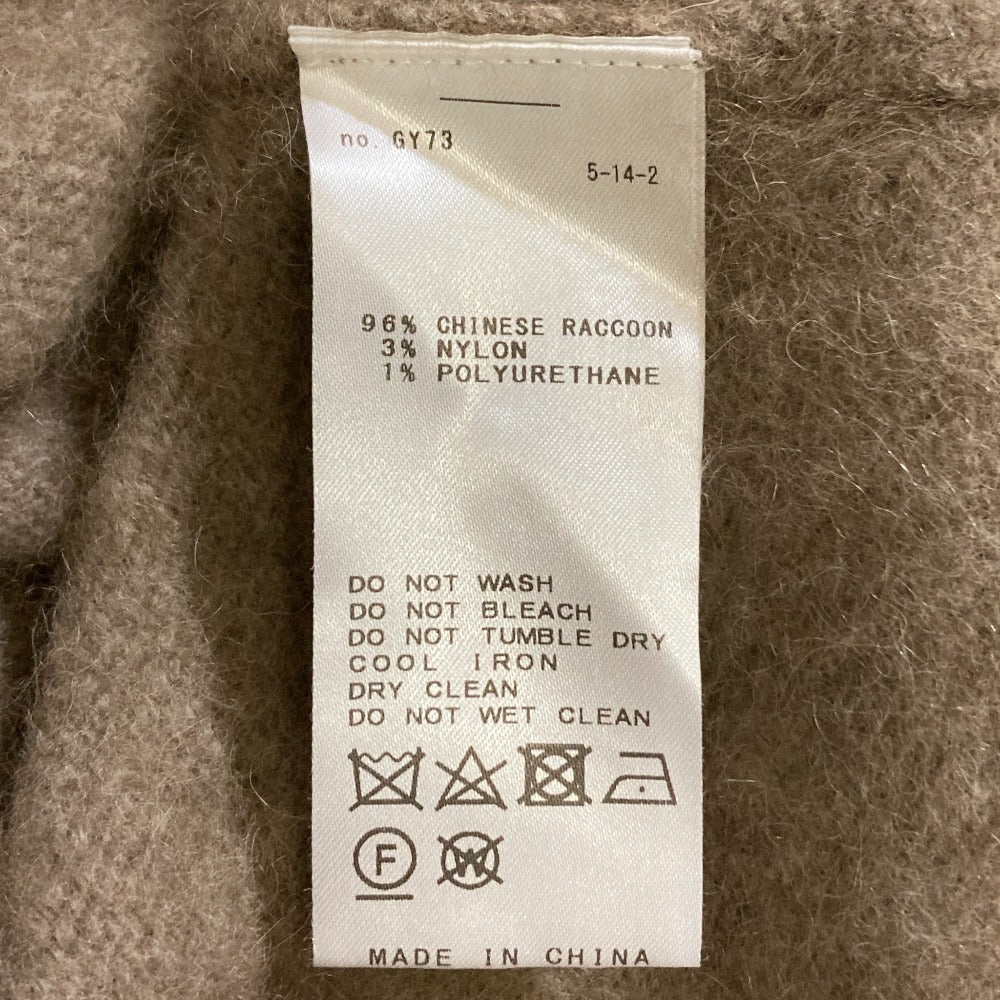 no. GY73
5-14-2
96% CHINESE RACCOON
3% NYLON
1% POLYURETHANE
DO NOT WASH
DO NOT BLEACH
DO NOT TUMBLE DRY
COOL IRON
DRY CLEAN
DO NOT WET CLEAN
F W
MADE IN CHINA